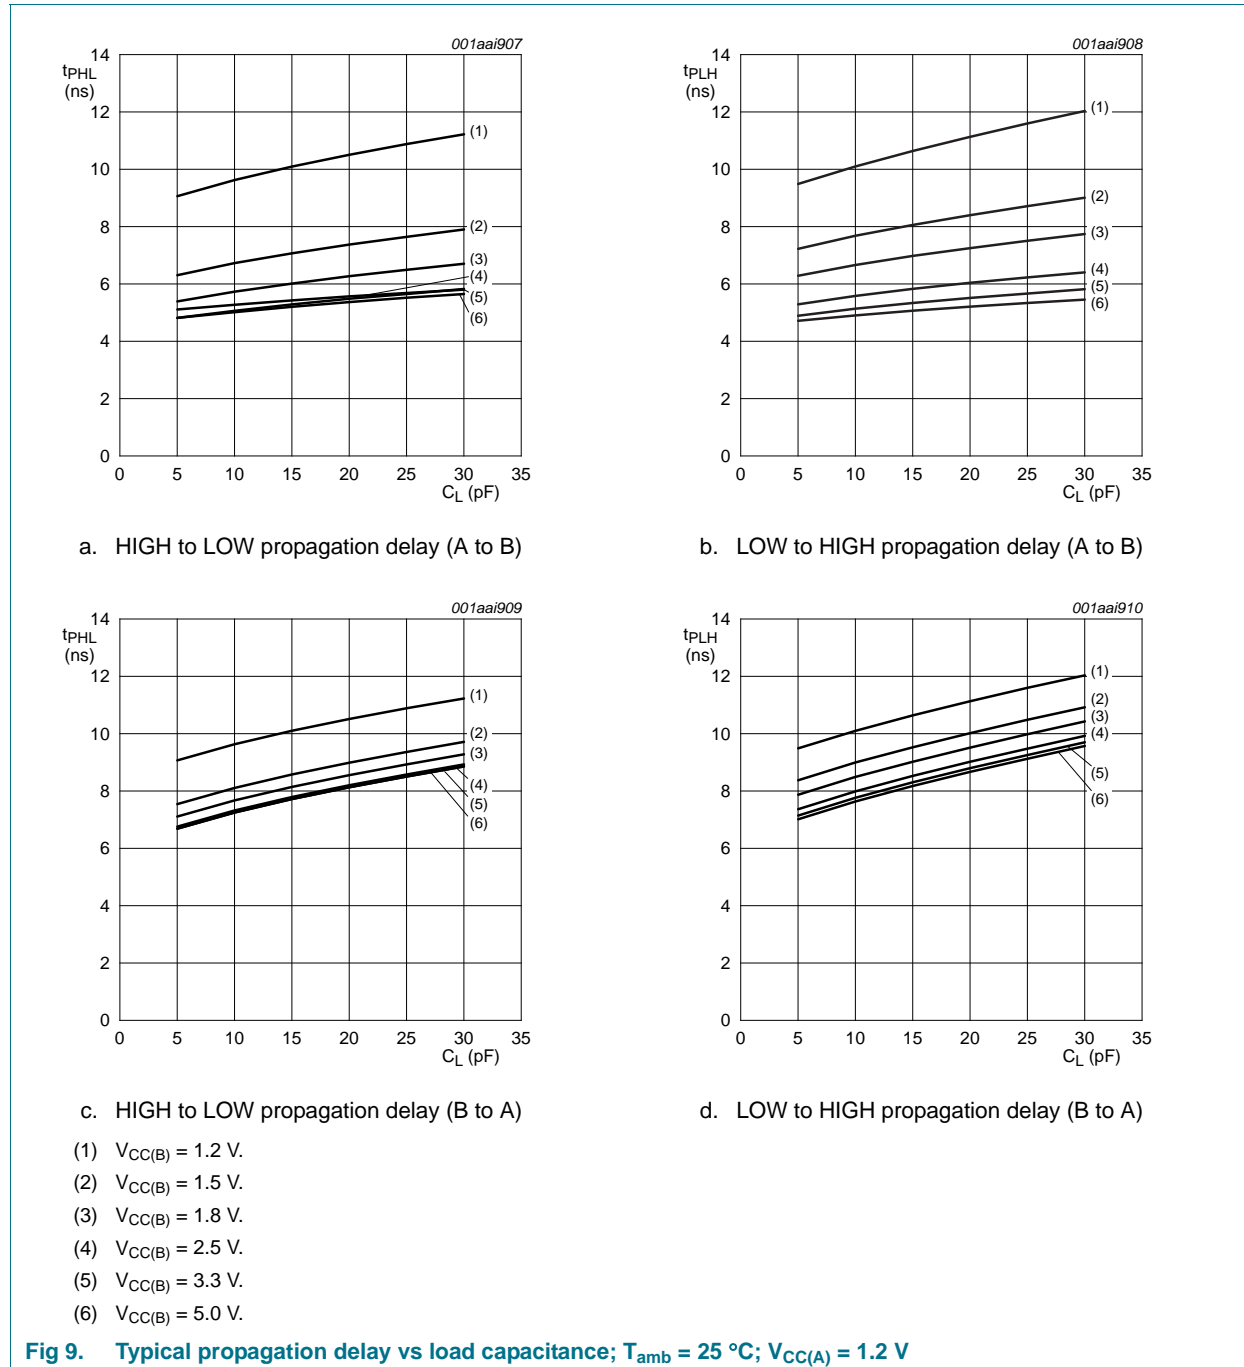 001aai907
14
tPHL
(ns)
12
10
8
6
4
2
0
0 5 10 15 20 25 30 35
CL (pF)
(1)
(2)
(3)
(4)
(5)
(6)
a. HIGH to LOW propagation delay (A to B)
001aai908
14
tPLH
(ns)
12
10
8
6
4
2
0
0 5 10 15 20 25 30 35
CL (pF)
(1)
(2)
(3)
(4)
(5)
(6)
b. LOW to HIGH propagation delay (A to B)
001aai909
14
tPHL
(ns)
12
10
8
6
4
2
0
0 5 10 15 20 25 30 35
CL (pF)
(1)
(2)
(3)
(4)
(5)
(6)
c. HIGH to LOW propagation delay (B to A)
001aai910
14
tPLH
(ns)
12
10
8
6
4
2
0
0 5 10 15 20 25 30 35
CL (pF)
(1)
(2)
(3)
(4)
(5)
(6)
d. LOW to HIGH propagation delay (B to A)
(1) VCC(B) = 1.2 V.
(2) VCC(B) = 1.5 V.
(3) VCC(B) = 1.8 V.
(4) VCC(B) = 2.5 V.
(5) VCC(B) = 3.3 V.
(6) VCC(B) = 5.0 V.
Fig 9. Typical propagation delay vs load capacitance; Tamb = 25 °C; VCC(A) = 1.2 V